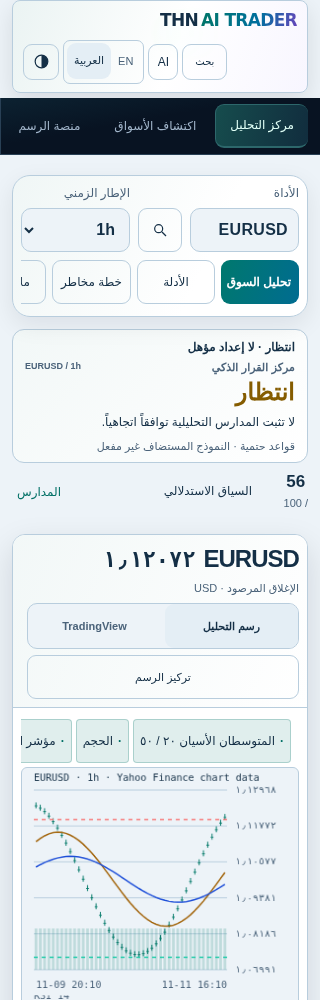 THN AI TRADER
بحث
AI
EN
العربية
مركز التحليل
اكتشاف الأسواق
منصة الرسم
الأداة
الإطار الزمني
EURUSD
1h
تحليل السوق
الأدلة
خطة مخاطر
ما
انتظار · لا إعداد مؤهل
مركز القرار الذكي
EURUSD / 1h
انتظار
لا تثبت المدارس التحليلية توافقاً اتجاهياً.
قواعد حتمية · النموذج المستضاف غير مفعل
56
/ 100
السياق الاستدلالي
المدارس
EURUSD ١٫١٢٠٧٢
الإغلاق المرصود · USD
رسم التحليل
TradingView
تركيز الرسم
· المتوسطان الأسيان ٢٠ / ٥٠
· الحجم
· مؤشر
EURUSD · 1h · Yahoo Finance chart data
١٫١٢٩٦٨
١٫١١٧٧٢
١٫١٠٥٧٧
١٫٠٩٣٨١
١٫٠٨١٨٦
١٫٠٦٩٩١
11-09 20:10
11-11 16:10